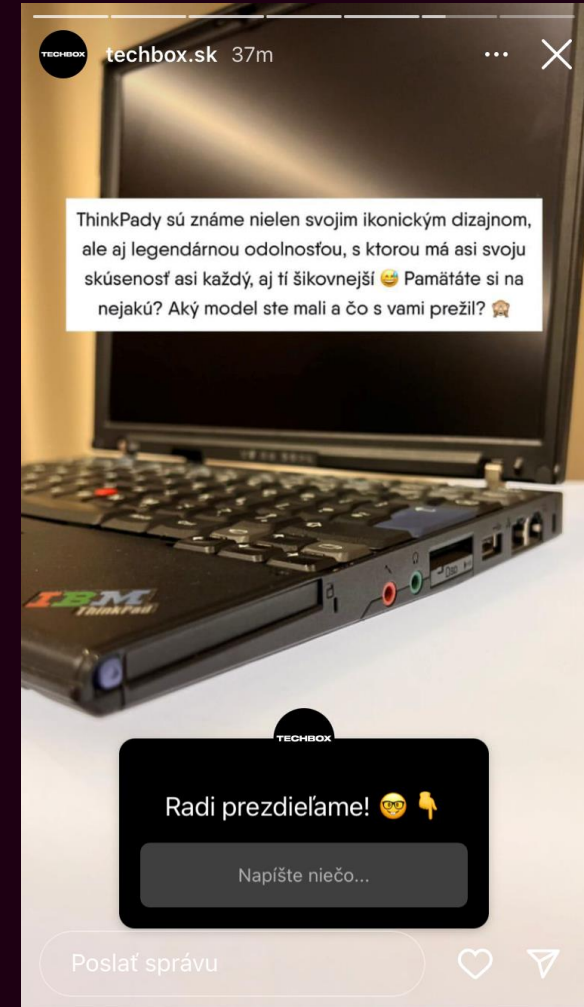 TECHBOX
techbox.sk 37m
ThinkPady sú známe nielen svojim ikonickým dizajnom,
ale aj legendárnou odolnosťou, s ktorou má asi svoju
skúsenosť asi každý, aj tí šikovnejší 😅 Pamätáte si na
nejakú? Aký model ste mali a čo s vami prežil? 🙊
IBM
ThinkPad
TECHBOX
Radi prezdieľame! 🤓 👇
Napíšte niečo...
Poslať správu